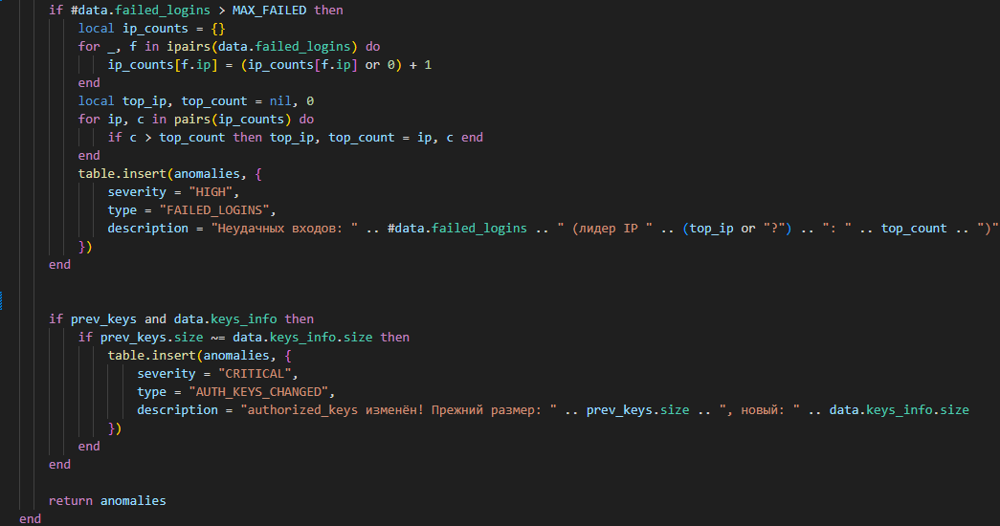 if #data.failed_logins > MAX_FAILED then
local ip_counts = {}
for _, f in ipairs(data.failed_logins) do
ip_counts[f.ip] = (ip_counts[f.ip] or 0) + 1
end
local top_ip, top_count = nil, 0
for ip, c in pairs(ip_counts) do
if c > top_count then top_ip, top_count = ip, c end
end
table.insert(anomalies, {
severity = "HIGH",
type = "FAILED_LOGINS",
description = "Неудачных входов: " .. #data.failed_logins .. " (лидер IP " .. (top_ip or "?") .. ": " .. top_count .. ")"
})
end
if prev_keys and data.keys_info then
if prev_keys.size ~= data.keys_info.size then
table.insert(anomalies, {
severity = "CRITICAL",
type = "AUTH_KEYS_CHANGED",
description = "authorized_keys изменён! Прежний размер: " .. prev_keys.size .. ", новый: " .. data.keys_info.size
})
end
end
return anomalies
end